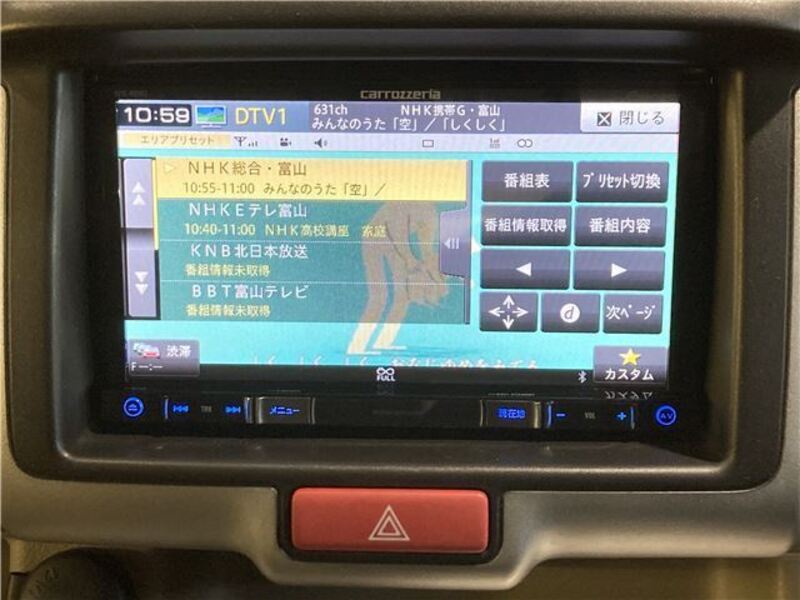 carrozzeria
10:59 DTV1 631ch NHK携帯G・富山
みんなのうた「空」／「しくしく」
閉じる
エリアプリセット
NHK総合・富山
10:55-11:00 みんなのうた「空」／
NHKEテレ富山
10:40-11:00 NHK高校講座 家庭
KNB北日本放送
番組情報未取得
BBT富山テレビ
番組情報未取得
番組表 プリセット切換
番組情報取得 番組内容
d 次ページ
渋滞
F--:--
FULL
カスタム
TRK メニュー 現在地 − VOL + AV